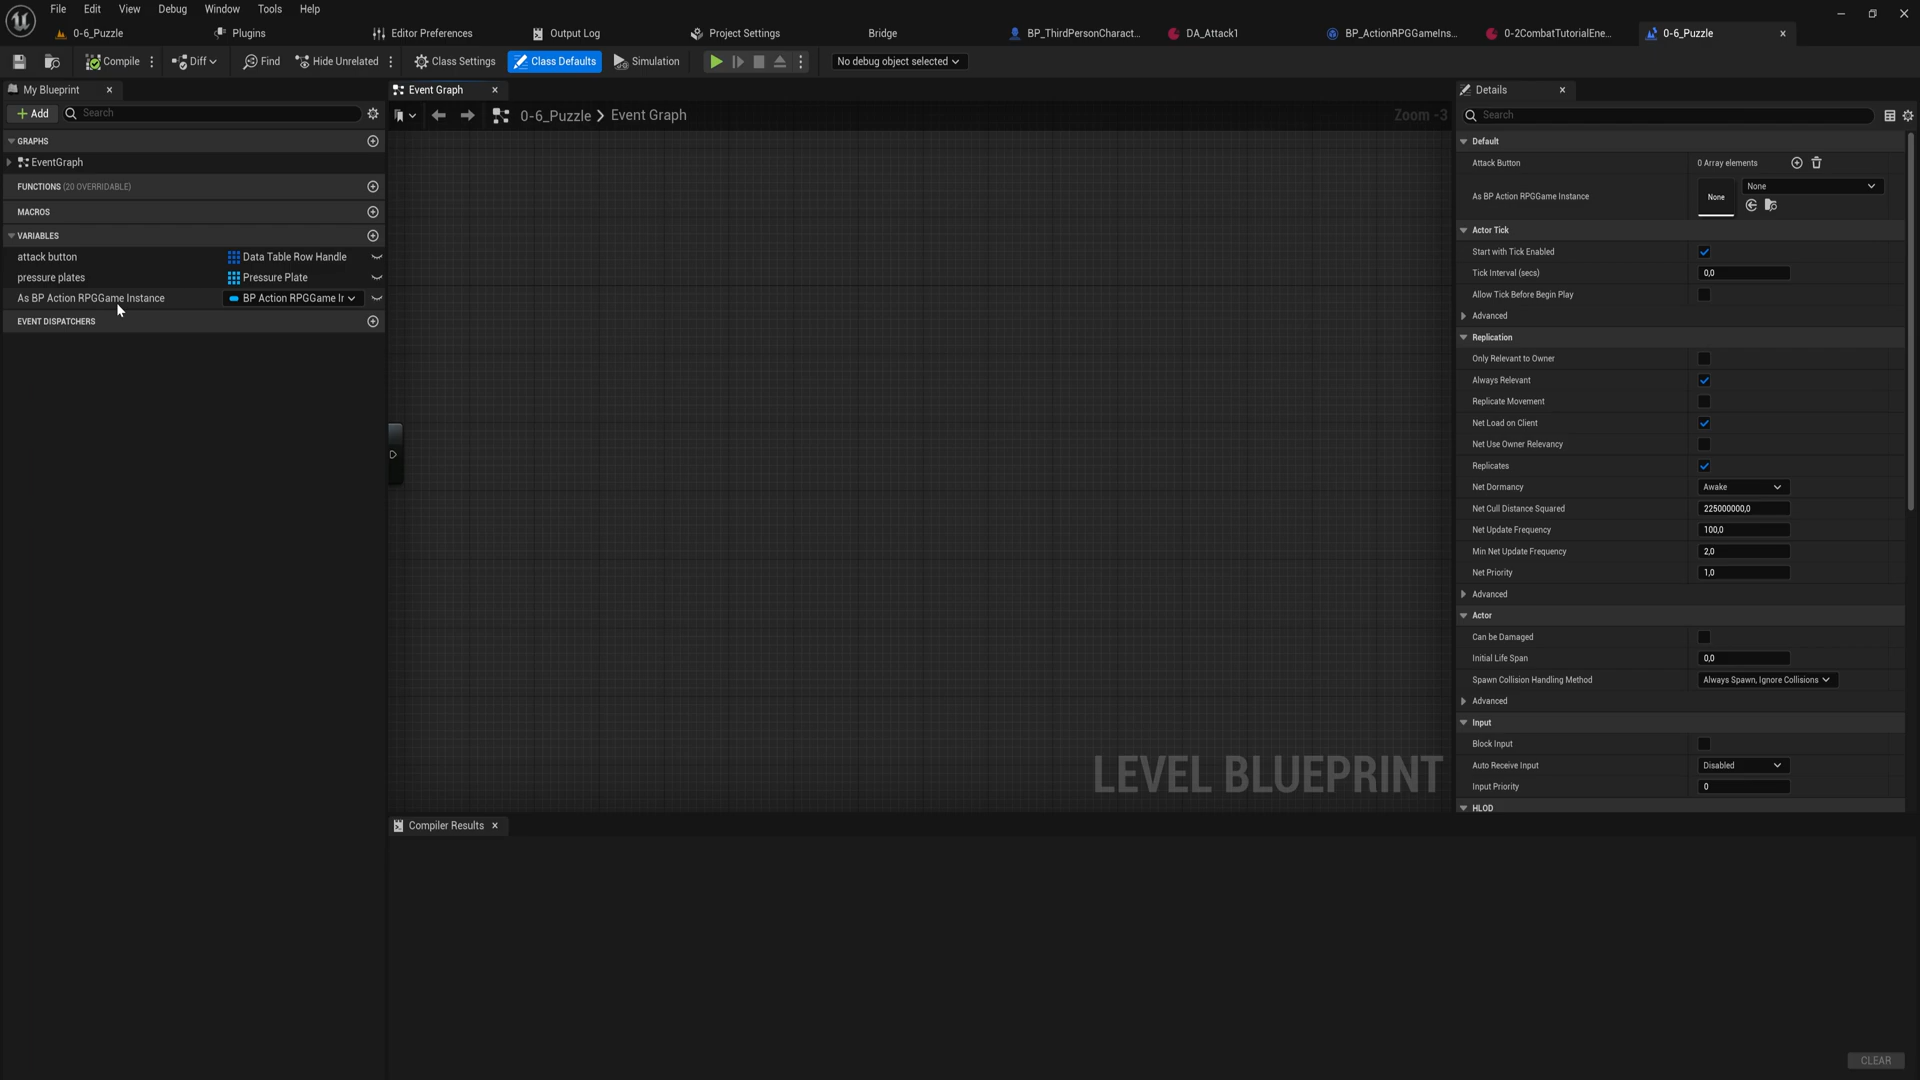 File Edit View Debug Window Tools Help
0-6_Puzzle Plugins Editor Preferences Output Log Project Settings Bridge BP_ThirdPersonCharact... DA_Attack1 BP_ActionRPGGameIns... 0-2CombatTutorialEne... 0-6_Puzzle
Compile Diff Find Hide Unrelated Class Settings Class Defaults Simulation No debug object selected
My Blueprint
Add Search
GRAPHS
EventGraph
FUNCTIONS (20 OVERRIDABLE)
MACROS
VARIABLES
attack button Data Table Row Handle
pressure plates Pressure Plate
As BP Action RPGGame Instance BP Action RPGGame Ir
EVENT DISPATCHERS
Event Graph
0-6_Puzzle > Event Graph Zoom -3
LEVEL BLUEPRINT
Compiler Results
CLEAR
Details
Search
Default
Attack Button 0 Array elements
As BP Action RPGGame Instance None None
Actor Tick
Start with Tick Enabled
Tick Interval (secs) 0,0
Allow Tick Before Begin Play
Advanced
Replication
Only Relevant to Owner
Always Relevant
Replicate Movement
Net Load on Client
Net Use Owner Relevancy
Replicates
Net Dormancy Awake
Net Cull Distance Squared 225000000,0
Net Update Frequency 100,0
Min Net Update Frequency 2,0
Net Priority 1,0
Advanced
Actor
Can be Damaged
Initial Life Span 0,0
Spawn Collision Handling Method Always Spawn, Ignore Collisions
Advanced
Input
Block Input
Auto Receive Input Disabled
Input Priority 0
HLOD